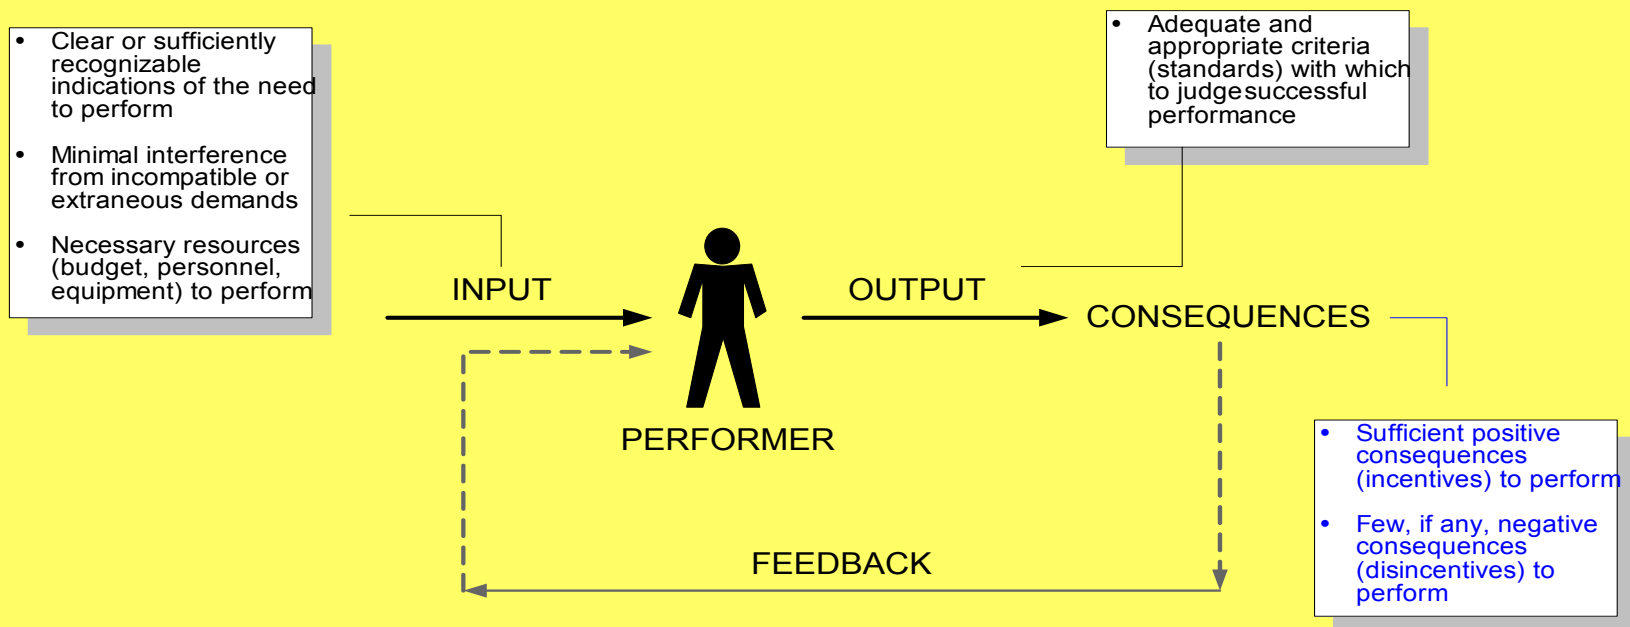 • Clear or sufficiently
recognizable
indications of the need
to perform
• Minimal interference
from incompatible or
extraneous demands
• Necessary resources
(budget, personnel,
equipment) to perform
• Adequate and
appropriate criteria
(standards) with which
to judgesuccessful
performance
INPUT
OUTPUT
CONSEQUENCES
PERFORMER
• Sufficient positive
consequences
(incentives) to perform
• Few, if any, negative
consequences
(disincentives) to
perform
FEEDBACK